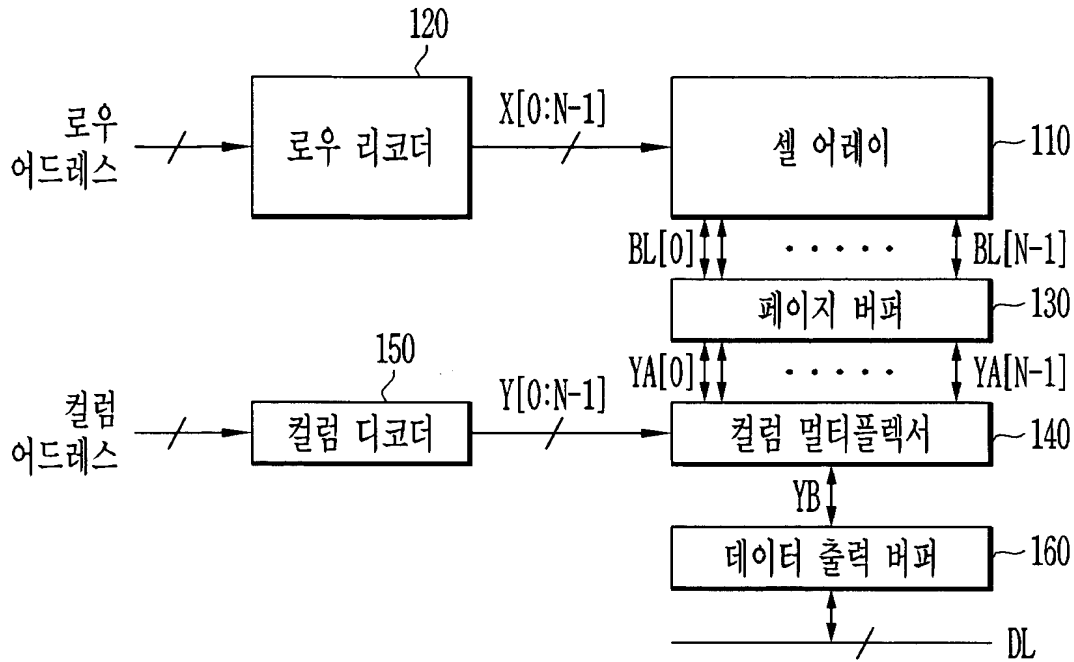 120
로우
어드레스
로우 리코더
X[0:N-1]
셀 어레이
110
BL[0]
·····
BL[N-1]
페이지 버퍼
130
150
YA[0]
·····
YA[N-1]
컬럼
어드레스
컬럼 디코더
Y[0:N-1]
컬럼 멀티플렉서
140
YB
데이터 출력 버퍼
160
DL